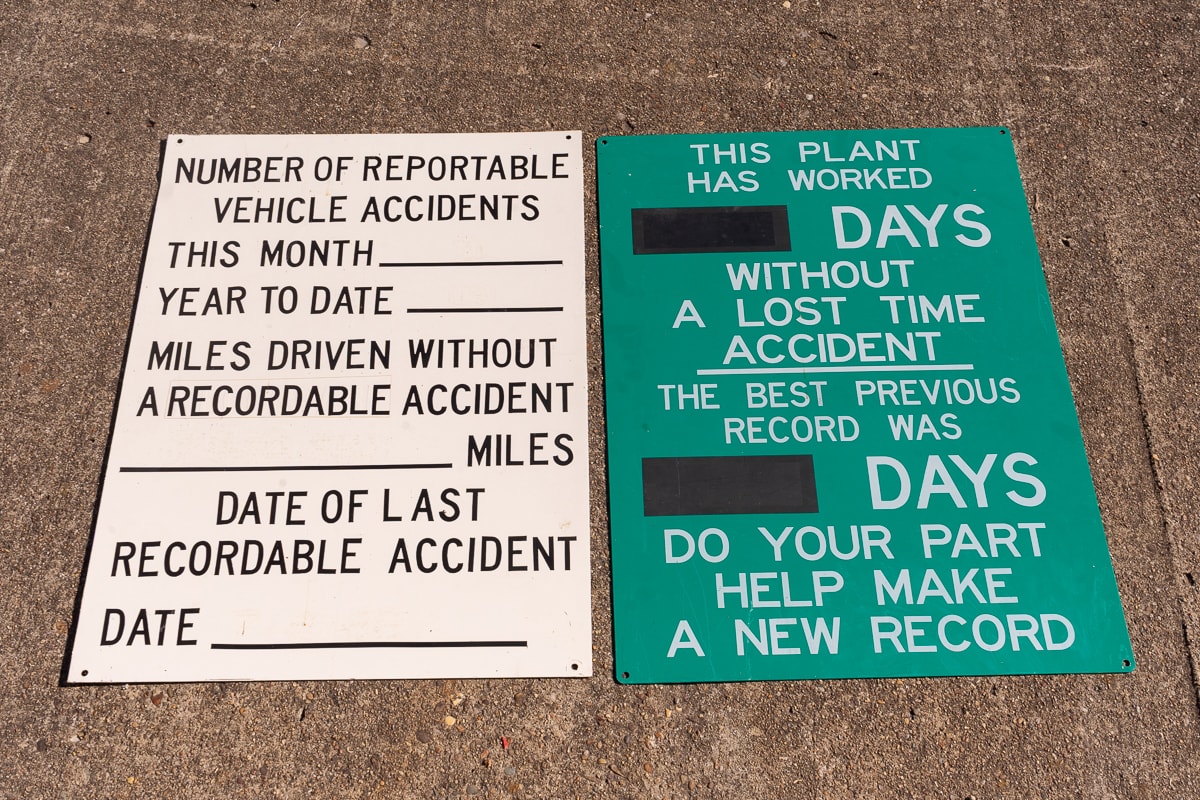 NUMBER OF REPORTABLE
VEHICLE ACCIDENTS
THIS MONTH
YEAR TO DATE
MILES DRIVEN WITHOUT
A RECORDABLE ACCIDENT
MILES
DATE OF LAST
RECORDABLE ACCIDENT
DATE
THIS PLANT
HAS WORKED
DAYS
WITHOUT
A LOST TIME
ACCIDENT
THE BEST PREVIOUS
RECORD WAS
DAYS
DO YOUR PART
HELP MAKE
A NEW RECORD